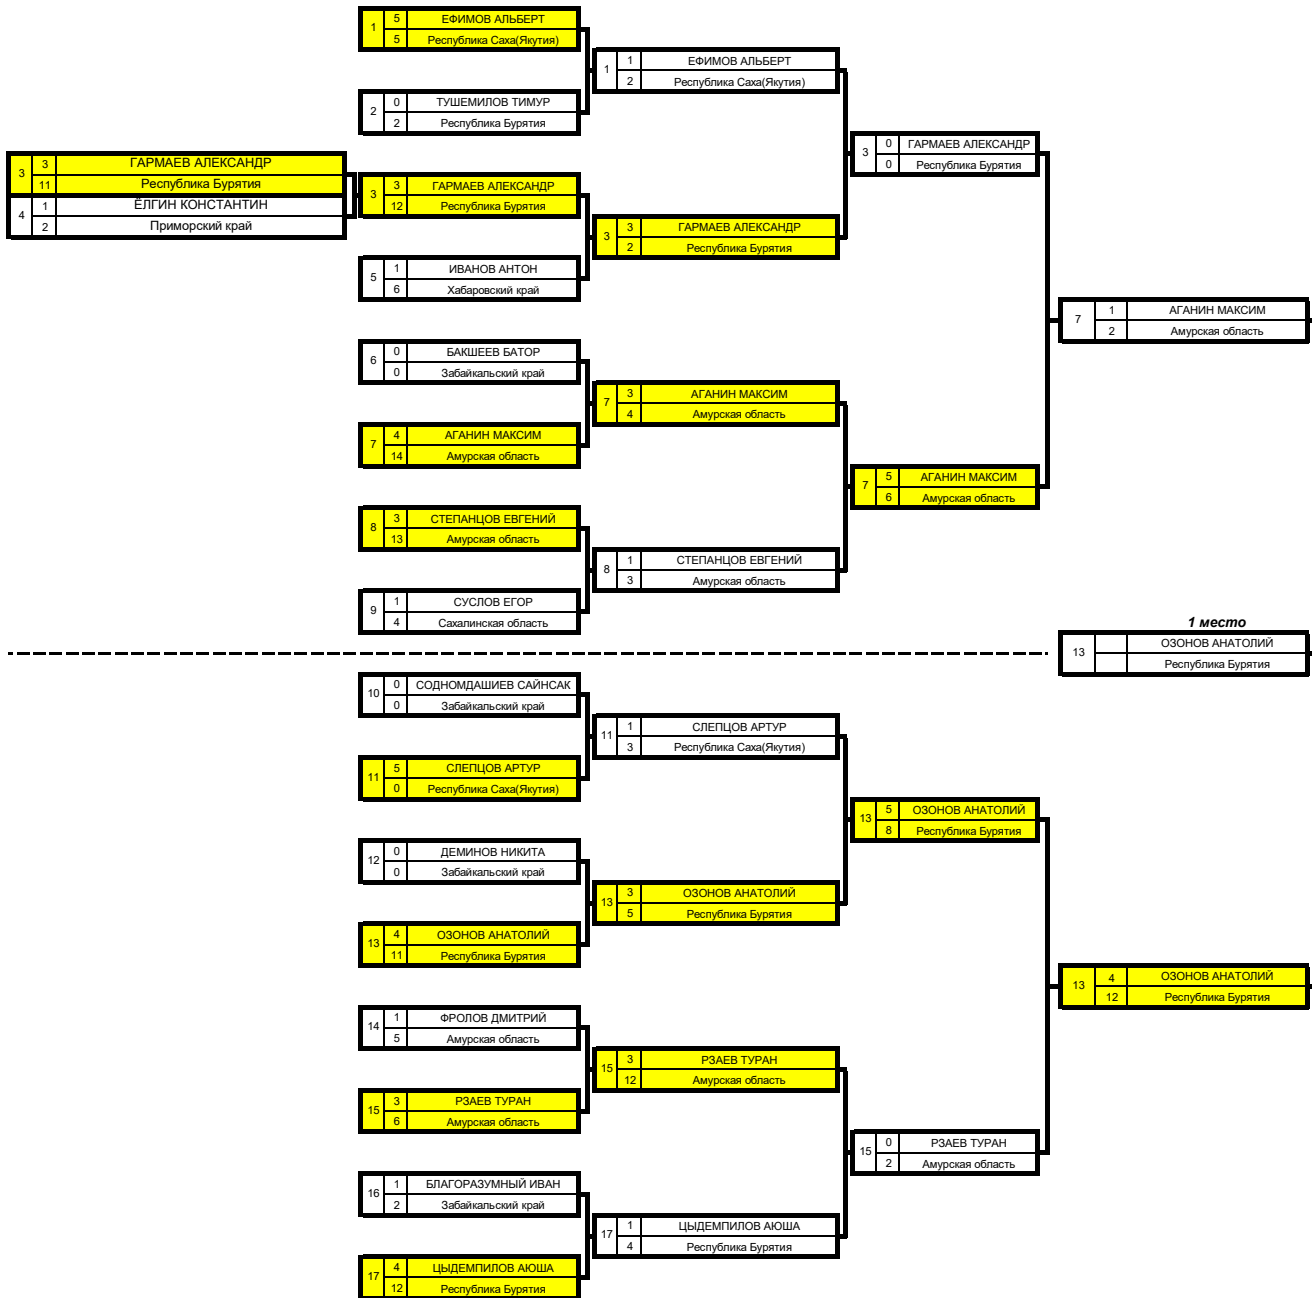 1 5 ЕФИМОВ АЛЬБЕРТ
5 Республика Саха(Якутия)
1 1 ЕФИМОВ АЛЬБЕРТ
2 Республика Саха(Якутия)
2 0 ТУШЕМИЛОВ ТИМУР
2 Республика Бурятия
3 0 ГАРМАЕВ АЛЕКСАНДР
0 Республика Бурятия
3 3 ГАРМАЕВ АЛЕКСАНДР
11 Республика Бурятия
4 1 ЁЛГИН КОНСТАНТИН
2 Приморский край
3 3 ГАРМАЕВ АЛЕКСАНДР
12 Республика Бурятия
3 3 ГАРМАЕВ АЛЕКСАНДР
2 Республика Бурятия
5 1 ИВАНОВ АНТОН
6 Хабаровский край
7 1 АГАНИН МАКСИМ
2 Амурская область
6 0 БАКШЕЕВ БАТОР
0 Забайкальский край
7 3 АГАНИН МАКСИМ
4 Амурская область
7 4 АГАНИН МАКСИМ
14 Амурская область
7 5 АГАНИН МАКСИМ
6 Амурская область
8 3 СТЕПАНЦОВ ЕВГЕНИЙ
13 Амурская область
8 1 СТЕПАНЦОВ ЕВГЕНИЙ
3 Амурская область
9 1 СУСЛОВ ЕГОР
4 Сахалинская область
1 место
13 ОЗОНОВ АНАТОЛИЙ
Республика Бурятия
10 0 СОДНОМДАШИЕВ САЙНСАК
0 Забайкальский край
11 1 СЛЕПЦОВ АРТУР
3 Республика Саха(Якутия)
11 5 СЛЕПЦОВ АРТУР
0 Республика Саха(Якутия)
13 5 ОЗОНОВ АНАТОЛИЙ
8 Республика Бурятия
12 0 ДЕМИНОВ НИКИТА
0 Забайкальский край
13 3 ОЗОНОВ АНАТОЛИЙ
5 Республика Бурятия
13 4 ОЗОНОВ АНАТОЛИЙ
11 Республика Бурятия
13 4 ОЗОНОВ АНАТОЛИЙ
12 Республика Бурятия
14 1 ФРОЛОВ ДМИТРИЙ
5 Амурская область
15 3 РЗАЕВ ТУРАН
12 Амурская область
15 3 РЗАЕВ ТУРАН
6 Амурская область
15 0 РЗАЕВ ТУРАН
2 Амурская область
16 1 БЛАГОРАЗУМНЫЙ ИВАН
2 Забайкальский край
17 1 ЦЫДЕМПИЛОВ АЮША
4 Республика Бурятия
17 4 ЦЫДЕМПИЛОВ АЮША
12 Республика Бурятия